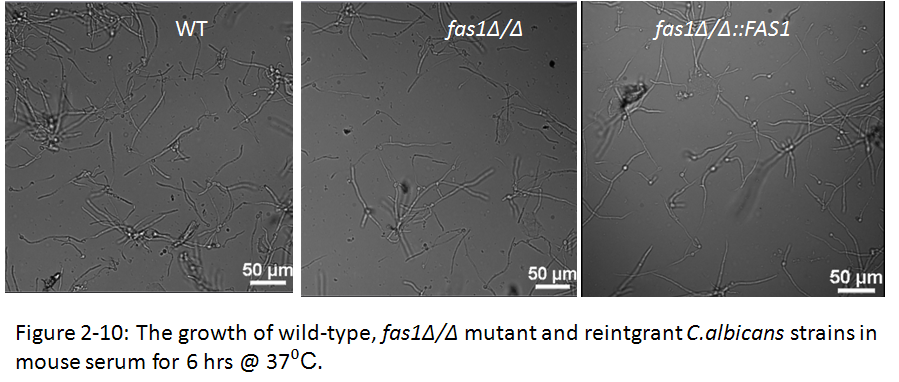 WT fas1Δ/Δ fas1Δ/Δ::FAS1
50 µm 50 µm 50 µm
Figure 2-10: The growth of wild-type, fas1Δ/Δ mutant and reintgrant C.albicans strains in
mouse serum for 6 hrs @ 37⁰C.